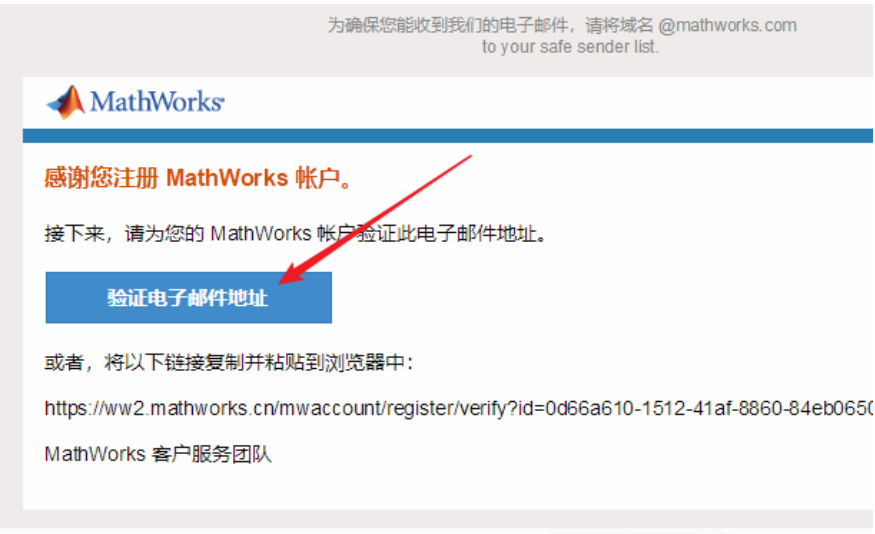 为确保您能收到我们的电子邮件，请将域名 @mathworks.com
to your safe sender list.
MathWorks
感谢您注册 MathWorks 帐户。
接下来，请为您的 MathWorks 帐户验证此电子邮件地址。
验证电子邮件地址
或者，将以下链接复制并粘贴到浏览器中：
https://ww2.mathworks.cn/mwaccount/register/verify?id=0d66a610-1512-41af-8860-84eb0650
MathWorks 客户服务团队